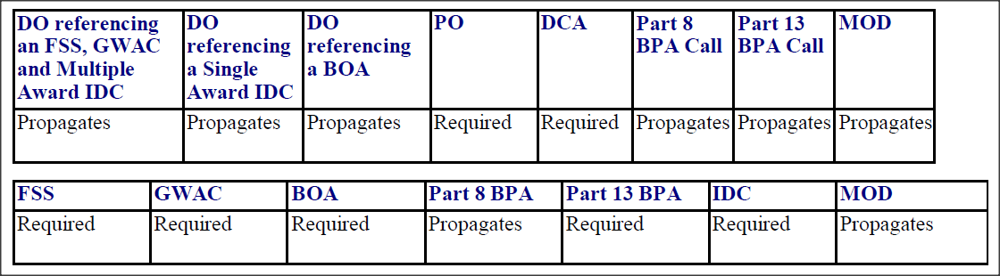 DO referencing an FSS, GWAC and Multiple Award IDC
DO referencing a Single Award IDC
DO referencing a BOA
PO
DCA
Part 8 BPA Call
Part 13 BPA Call
MOD
Propagates
Propagates
Propagates
Required
Required
Propagates
Propagates
Propagates
FSS
GWAC
BOA
Part 8 BPA
Part 13 BPA
IDC
MOD
Required
Required
Required
Propagates
Required
Required
Propagates